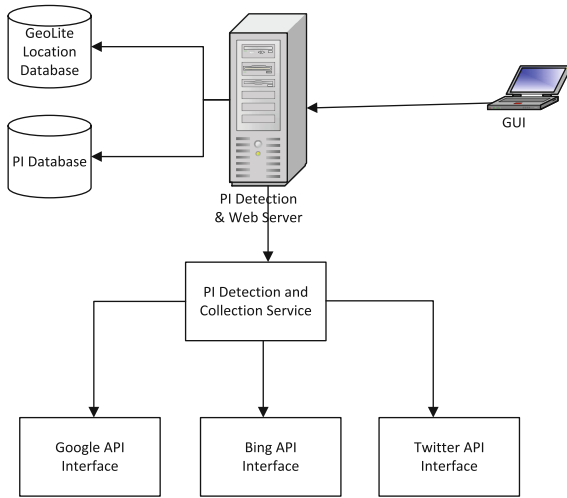 GeoLite
Location
Database
PI Database
GUI
PI Detection
& Web Server
PI Detection and
Collection Service
Google API
Interface
Bing API
Interface
Twitter API
Interface